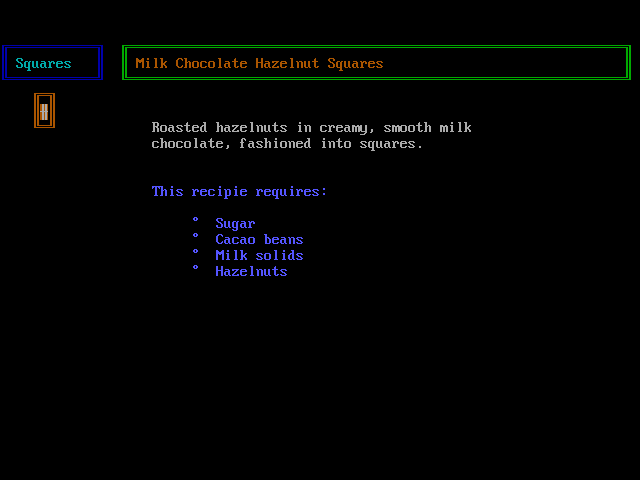 Squares
Milk Chocolate Hazelnut Squares
Roasted hazelnuts in creamy, smooth milk
chocolate, fashioned into squares.
This recipie requires:
° Sugar
° Cacao beans
° Milk solids
° Hazelnuts